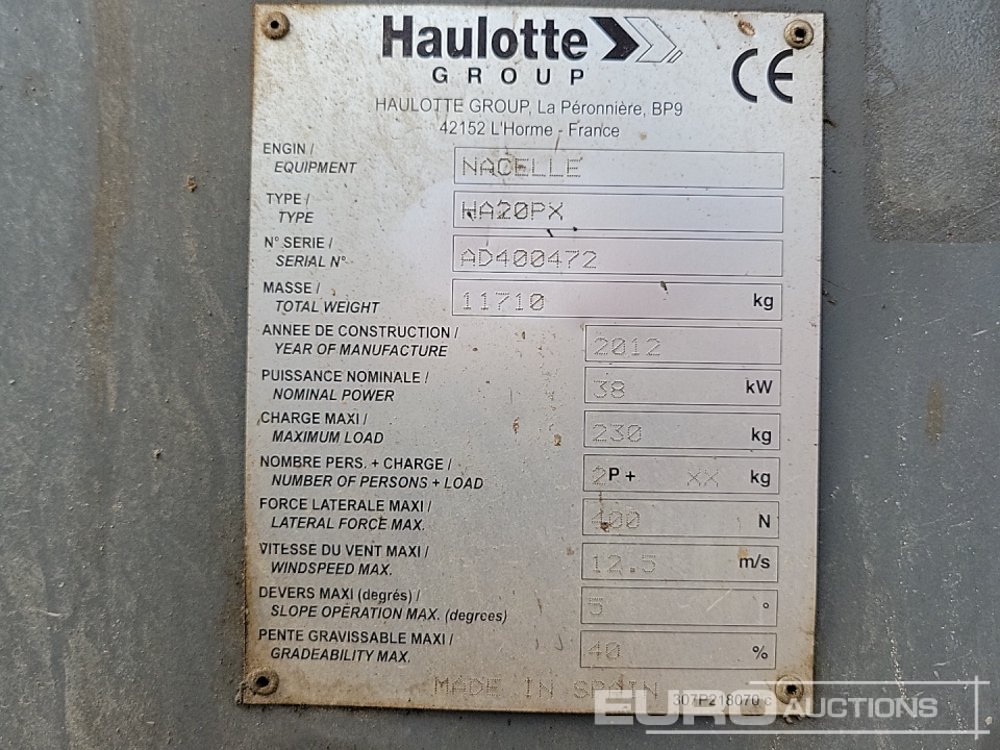 Haulotte
GROUP
CE
HAULOTTE GROUP, La Péronnière, BP9
42152 L'Horme - France
ENGIN /
EQUIPMENT
NACELLE
TYPE /
TYPE
HA20PX
N° SERIE /
SERIAL N°
AD400472
MASSE /
TOTAL WEIGHT
11710 kg
ANNEE DE CONSTRUCTION /
YEAR OF MANUFACTURE
2012
PUISSANCE NOMINALE /
NOMINAL POWER
38 kW
CHARGE MAXI /
MAXIMUM LOAD
230 kg
NOMBRE PERS. + CHARGE /
NUMBER OF PERSONS + LOAD
2P + XX kg
FORCE LATERALE MAXI /
LATERAL FORCE MAX.
400 N
VITESSE DU VENT MAXI /
WINDSPEED MAX.
12.5 m/s
DEVERS MAXI (degrés) /
SLOPE OPERATION MAX. (degrees)
5 °
PENTE GRAVISSABLE MAXI /
GRADEABILITY MAX.
40 %
MADE IN SPAIN
307P218070 c
EURO AUCTIONS